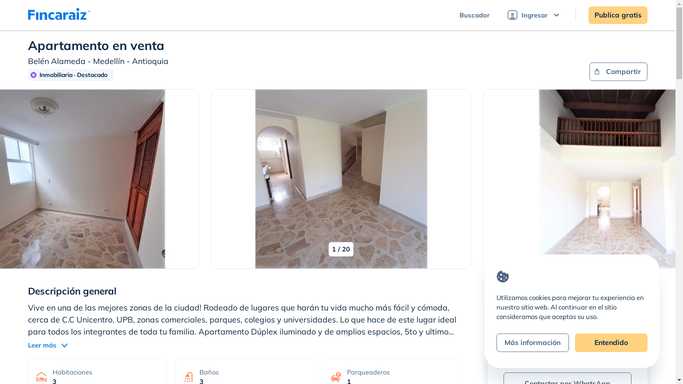 Fincaraiz
Buscador
Ingresar
Publica gratis
Apartamento en venta
Belén Alameda - Medellín - Antioquia
Inmobiliaria - Destacado
Compartir
1 / 20
Descripción general
Vive en una de las mejores zonas de la ciudad! Rodeado de lugares que harán tu vida mucho más fácil y cómoda,
cerca de C.C Unicentro, UPB, zonas comerciales, parques, colegios y universidades. Lo que hace de este lugar ideal
para todos los integrantes de toda tu familia. Apartamento Dúplex iluminado y de amplios espacios, 5to y ultimo...
Leer más
Habitaciones
3
Baños
3
Parqueaderos
1
Utilizamos cookies para mejorar tu experiencia en
nuestro sitio web. Al continuar en el sitio
consideramos que aceptas su uso.
Más información
Entendido
Contactar por WhatsApp